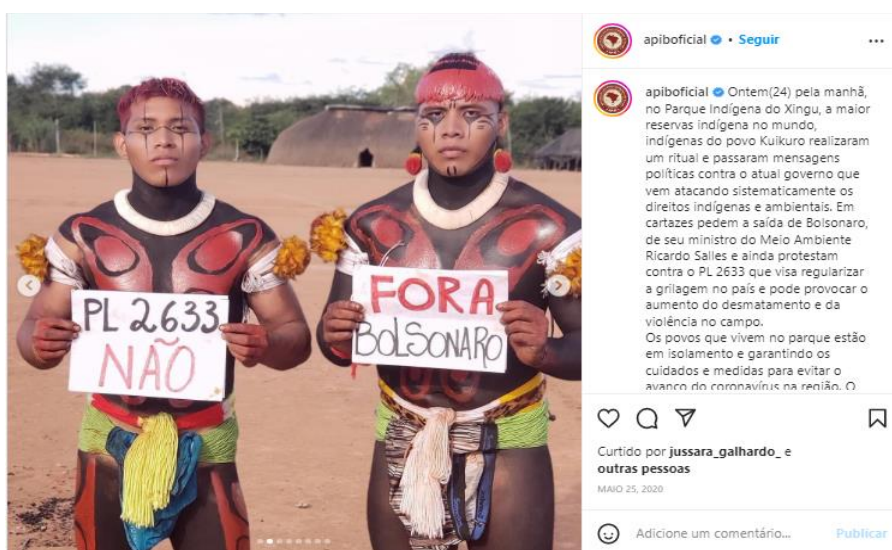 PL 2633
NÃO
FORA
BOLSONARO
apiboficial • Seguir
apiboficial Ontem(24) pela manhã,
no Parque Indígena do Xingu, a maior
reservas indígena no mundo,
indígenas do povo Kuikuro realizaram
um ritual e passaram mensagens
políticas contra o atual governo que
vem atacando sistematicamente os
direitos indígenas e ambientais. Em
cartazes pedem a saída de Bolsonaro,
de seu ministro do Meio Ambiente
Ricardo Salles e ainda protestam
contra o PL 2633 que visa regularizar
a grilagem no país e pode provocar o
aumento do desmatamento e da
violência no campo.
Os povos que vivem no parque estão
em isolamento e garantindo os
cuidados e medidas para evitar o
avanço do coronavírus na região. O
Curtido por jussara_galhardo_ e
outras pessoas
MAIO 25, 2020
Adicione um comentário... Publicar